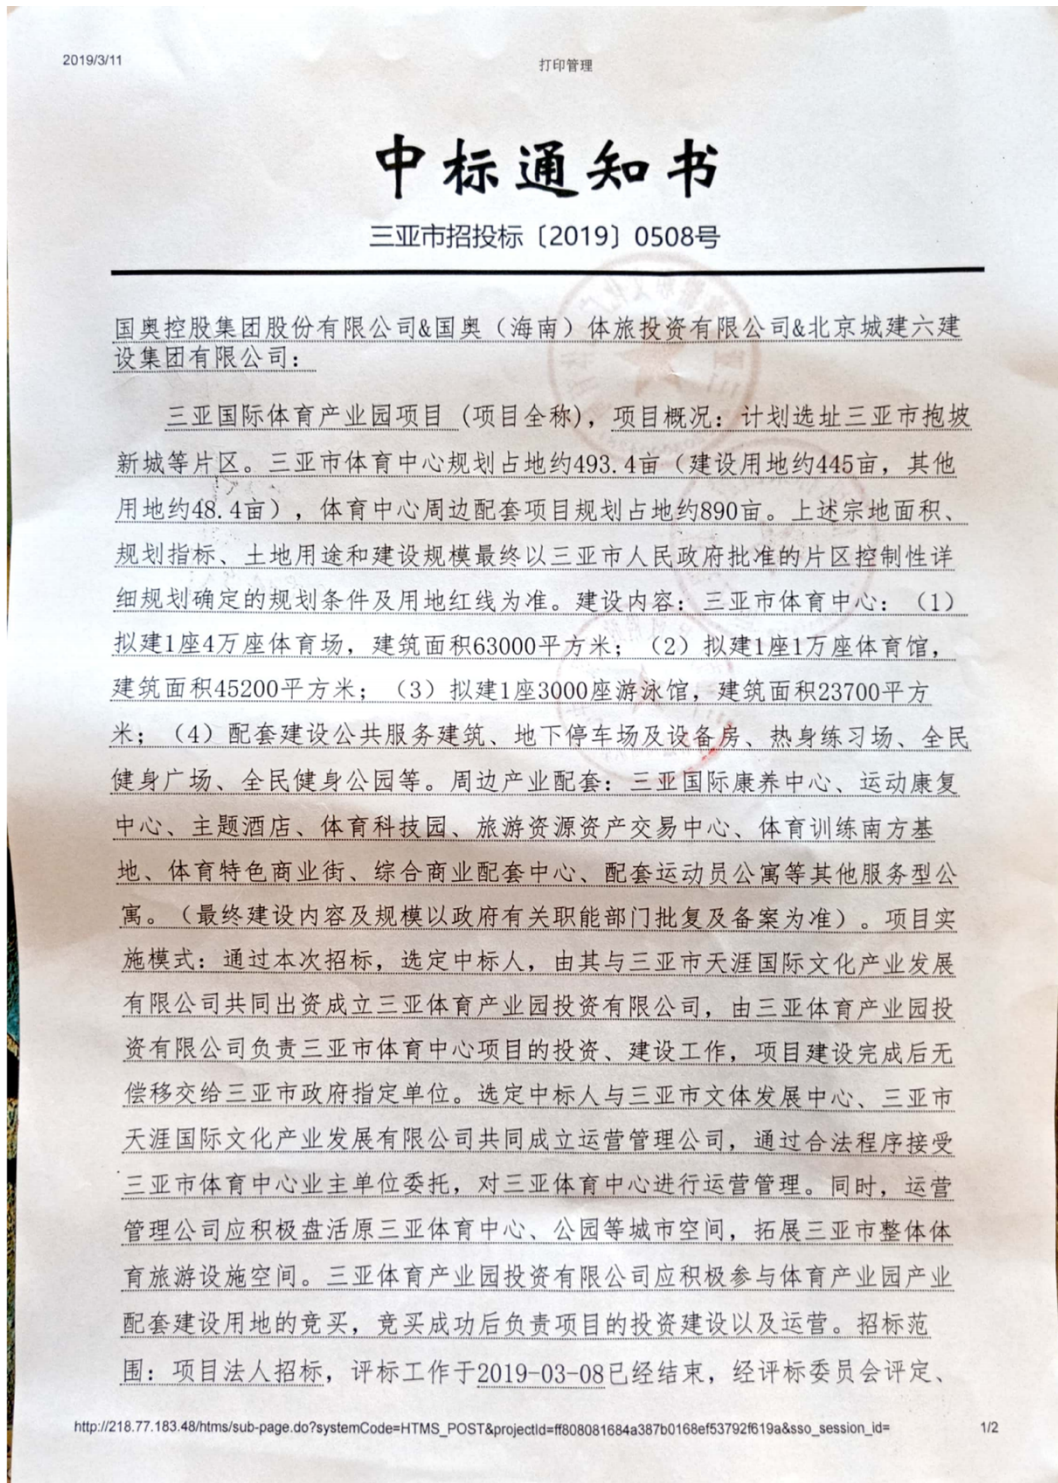 2019/3/11
打印管理
中标通知书
三亚市招投标〔2019〕0508号
国奥控股集团股份有限公司&国奥（海南）体旅投资有限公司&北京城建六建
设集团有限公司：
三亚国际体育产业园项目 (项目全称)，项目概况：计划选址三亚市抱坡
新城等片区。三亚市体育中心规划占地约493.4亩（建设用地约445亩，其他
用地约48.4亩），体育中心周边配套项目规划占地约890亩。上述宗地面积、
规划指标、土地用途和建设规模最终以三亚市人民政府批准的片区控制性详
细规划确定的规划条件及用地红线为准。建设内容：三亚市体育中心：（1）
拟建1座4万座体育场，建筑面积63000平方米；（2）拟建1座1万座体育馆，
建筑面积45200平方米；（3）拟建1座3000座游泳馆，建筑面积23700平方
米；（4）配套建设公共服务建筑、地下停车场及设备房、热身练习场、全民
健身广场、全民健身公园等。周边产业配套：三亚国际康养中心、运动康复
中心、主题酒店、体育科技园、旅游资源资产交易中心、体育训练南方基
地、体育特色商业街、综合商业配套中心、配套运动员公寓等其他服务型公
寓。（最终建设内容及规模以政府有关职能部门批复及备案为准）。项目实
施模式：通过本次招标，选定中标人，由其与三亚市天涯国际文化产业发展
有限公司共同出资成立三亚体育产业园投资有限公司，由三亚体育产业园投
资有限公司负责三亚市体育中心项目的投资、建设工作，项目建设完成后无
偿移交给三亚市政府指定单位。选定中标人与三亚市文体发展中心、三亚市
天涯国际文化产业发展有限公司共同成立运营管理公司，通过合法程序接受
三亚市体育中心业主单位委托，对三亚体育中心进行运营管理。同时，运营
管理公司应积极盘活原三亚体育中心、公园等城市空间，拓展三亚市整体体
育旅游设施空间。三亚体育产业园投资有限公司应积极参与体育产业园产业
配套建设用地的竞买，竞买成功后负责项目的投资建设以及运营。招标范
围：项目法人招标，评标工作于2019-03-08已经结束，经评标委员会评定、
http://218.77.183.48/htms/sub-page.do?systemCode=HTMS_POST&projectId=ff808081684a387b0168ef53792f619a&sso_session_id=
1/2